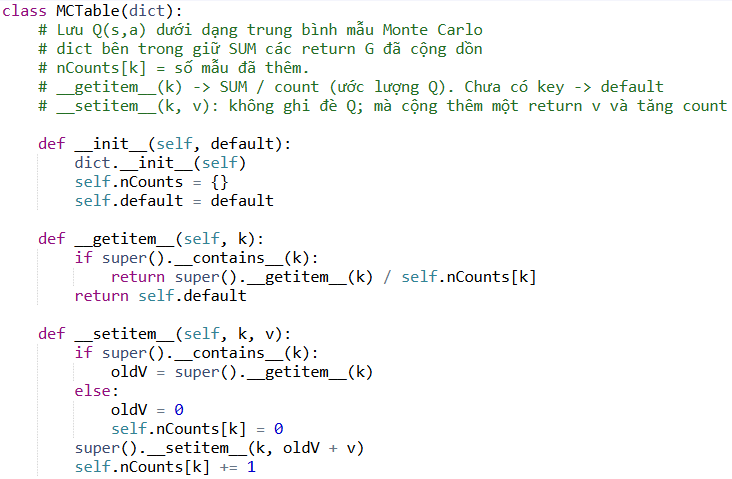 class MCTable(dict):
    # Lưu Q(s,a) dưới dạng trung bình mẫu Monte Carlo
    # dict bên trong giữ SUM các return G đã cộng dồn
    # nCounts[k] = số mẫu đã thêm.
    # __getitem__(k) -> SUM / count (ước lượng Q). Chưa có key -> default
    # __setitem__(k, v): không ghi đè Q; mà cộng thêm một return v và tăng count

    def __init__(self, default):
        dict.__init__(self)
        self.nCounts = {}
        self.default = default

    def __getitem__(self, k):
        if super().__contains__(k):
            return super().__getitem__(k) / self.nCounts[k]
        return self.default

    def __setitem__(self, k, v):
        if super().__contains__(k):
            oldV = super().__getitem__(k)
        else:
            oldV = 0
            self.nCounts[k] = 0
        super().__setitem__(k, oldV + v)
        self.nCounts[k] += 1